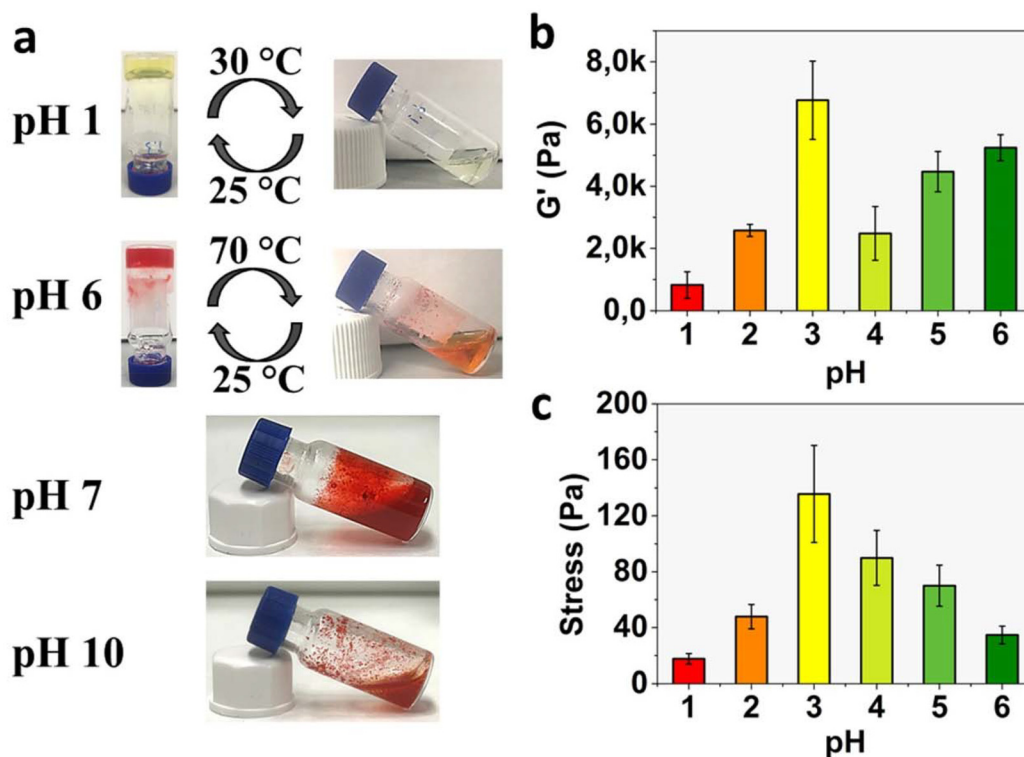 a
pH 1
30 °C
25 °C
pH 6
70 °C
25 °C
pH 7
pH 10
b
G' (Pa)
8,0k
6,0k
4,0k
2,0k
0,0
1 2 3 4 5 6
pH
c
Stress (Pa)
200
160
120
80
40
0
1 2 3 4 5 6
pH